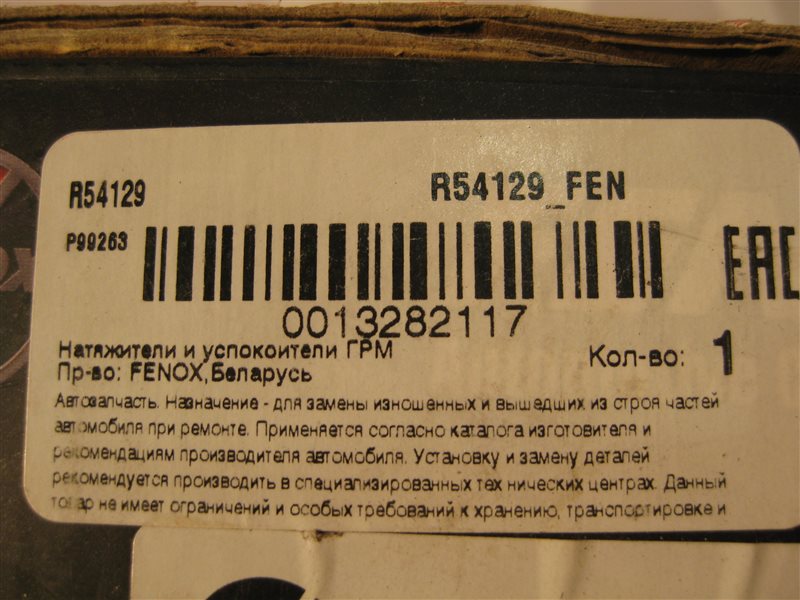 R54129 R54129_FEN
P99263
EAC
0013282117
Натяжители и успокоители ГРМ
Пр-во: FENOX,Беларусь
Кол-во: 1
Автозапчасть. Назначение - для замены изношенных и вышедших из строя частей
автомобиля при ремонте. Применяется согласно каталога изготовителя и
рекомендациям производителя автомобиля. Установку и замену деталей
рекомендуется производить в специализированных тех нических центрах. Данный
товар не имеет ограничений и особых требований к хранению, транспортировке и